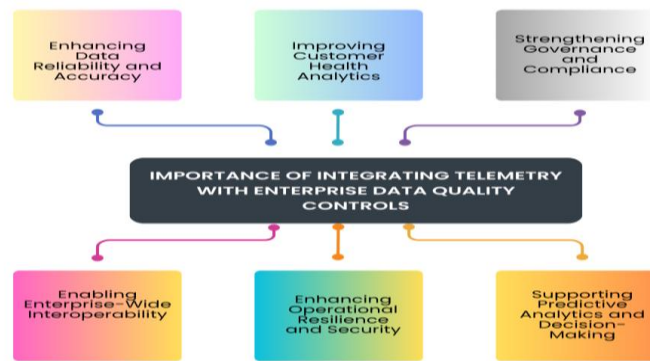 Enhancing
Data
Reliability and
Accuracy
Improving
Customer
Health
Analytics
Strengthening
Governance
and
Compliance
IMPORTANCE OF INTEGRATING TELEMETRY
WITH ENTERPRISE DATA QUALITY
CONTROLS
Enabling
Enterprise-Wide
Interoperability
Enhancing
Operational
Resilience
and Security
Supporting
Predictive
Analytics and
Decision-
Making